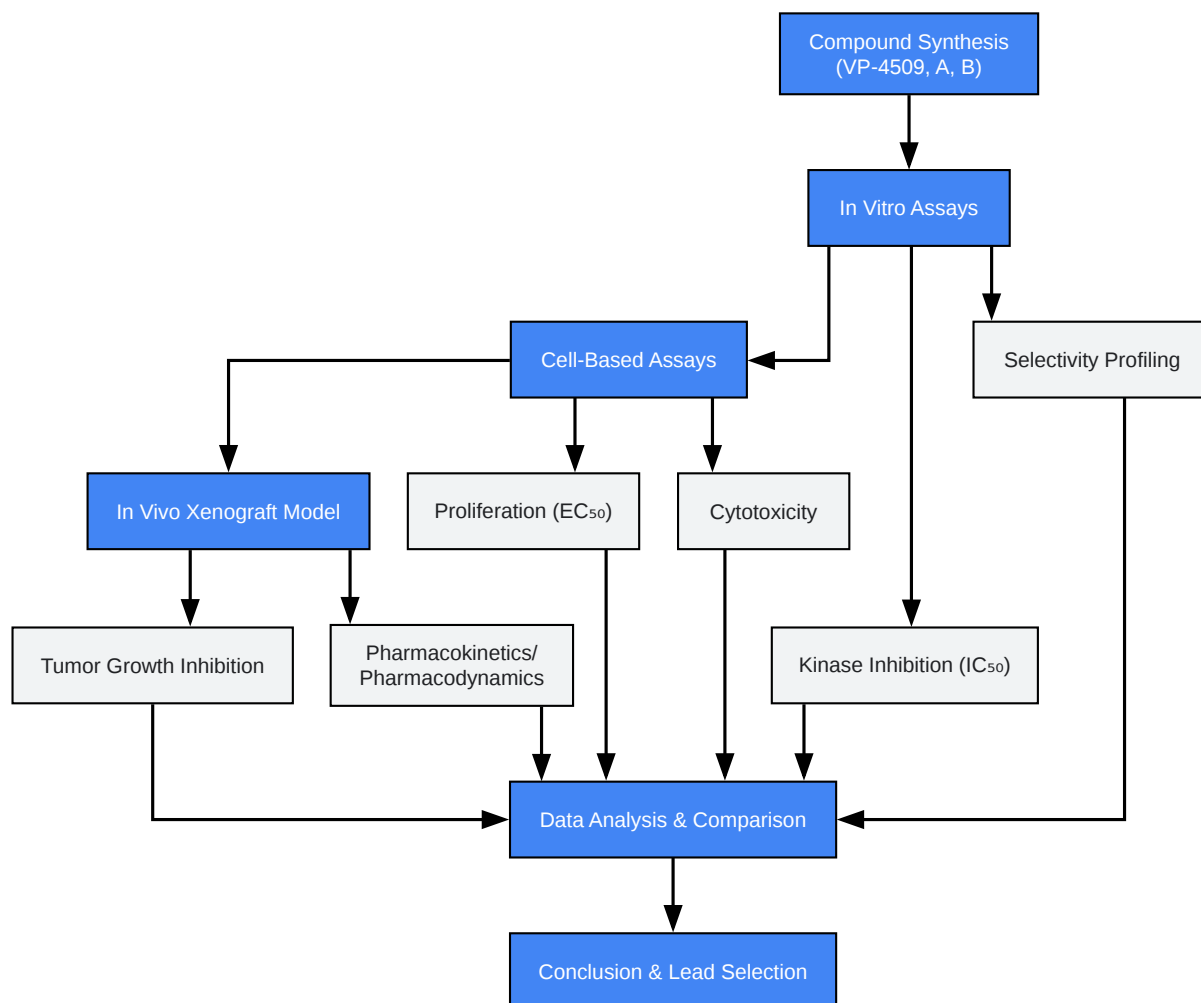 Compound Synthesis
(VP-4509, A, B)
In Vitro Assays
Cell-Based Assays
Selectivity Profiling
In Vivo Xenograft Model
Proliferation (EC₅₀)
Cytotoxicity
Tumor Growth Inhibition
Pharmacokinetics/
Pharmacodynamics
Kinase Inhibition (IC₅₀)
Data Analysis & Comparison
Conclusion & Lead Selection